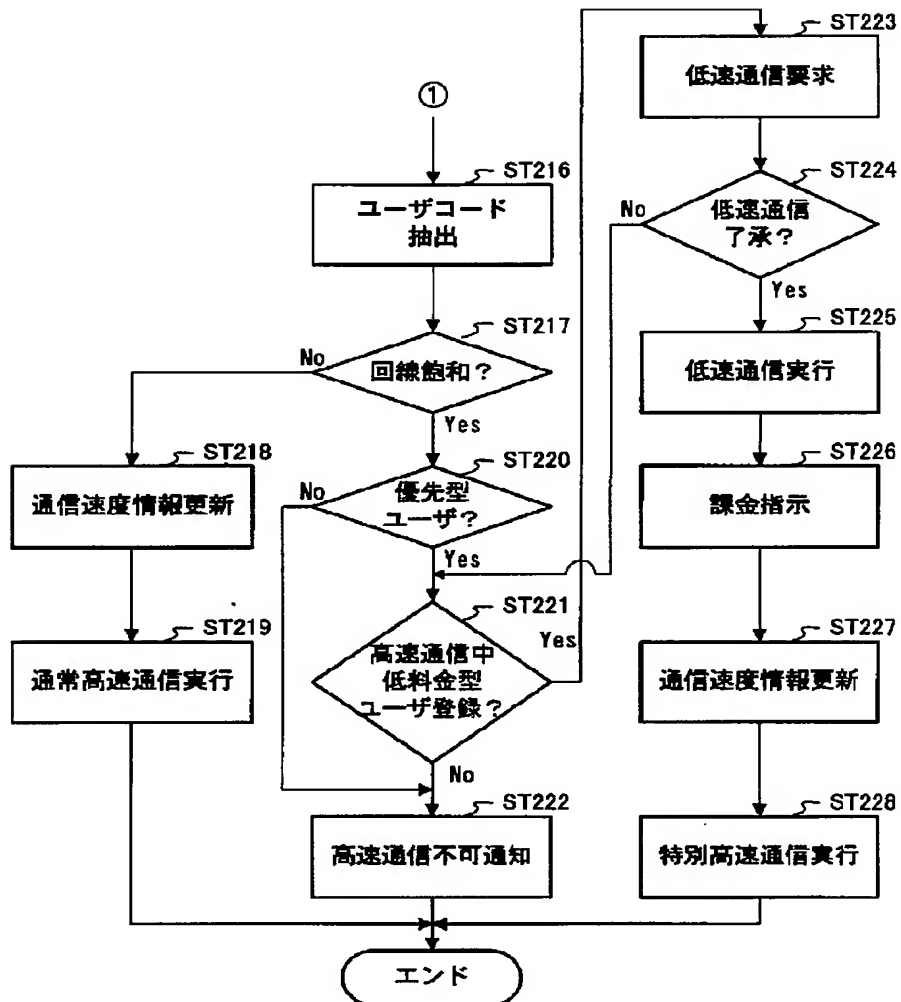 ①
ST216
ユーザコード
抽出
ST217
回線飽和？
No
Yes
ST218
通信速度情報更新
ST219
通常高速通信実行
ST220
優先型
ユーザ？
No
Yes
ST221
高速通信中
低料金型
ユーザ登録？
Yes
No
ST222
高速通信不可通知
ST223
低速通信要求
ST224
低速通信
了承？
No
Yes
ST225
低速通信実行
ST226
課金指示
ST227
通信速度情報更新
ST228
特別高速通信実行
エンド